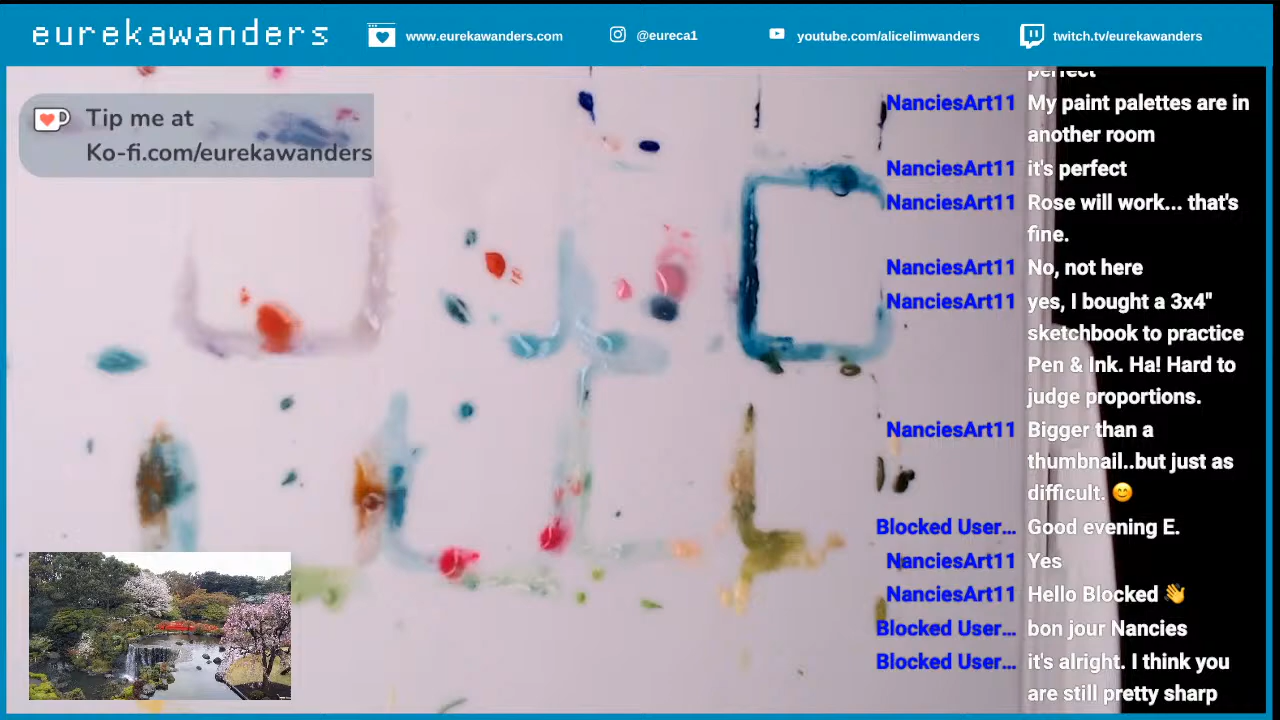 eurekawanders
www.eurekawanders.com
@eureca1
youtube.com/alicelimwanders
twitch.tv/eurekawanders
Tip me at
Ko-fi.com/eurekawanders
perfect
NanciesArt11 My paint palettes are in
another room
NanciesArt11 it's perfect
NanciesArt11 Rose will work... that's
fine.
NanciesArt11 No, not here
NanciesArt11 yes, I bought a 3x4"
sketchbook to practice
Pen & Ink. Ha! Hard to
judge proportions.
NanciesArt11 Bigger than a
thumbnail..but just as
difficult. 😊
Blocked User... Good evening E.
NanciesArt11 Yes
NanciesArt11 Hello Blocked 👋
Blocked User... bon jour Nancies
Blocked User... it's alright. I think you
are still pretty sharp